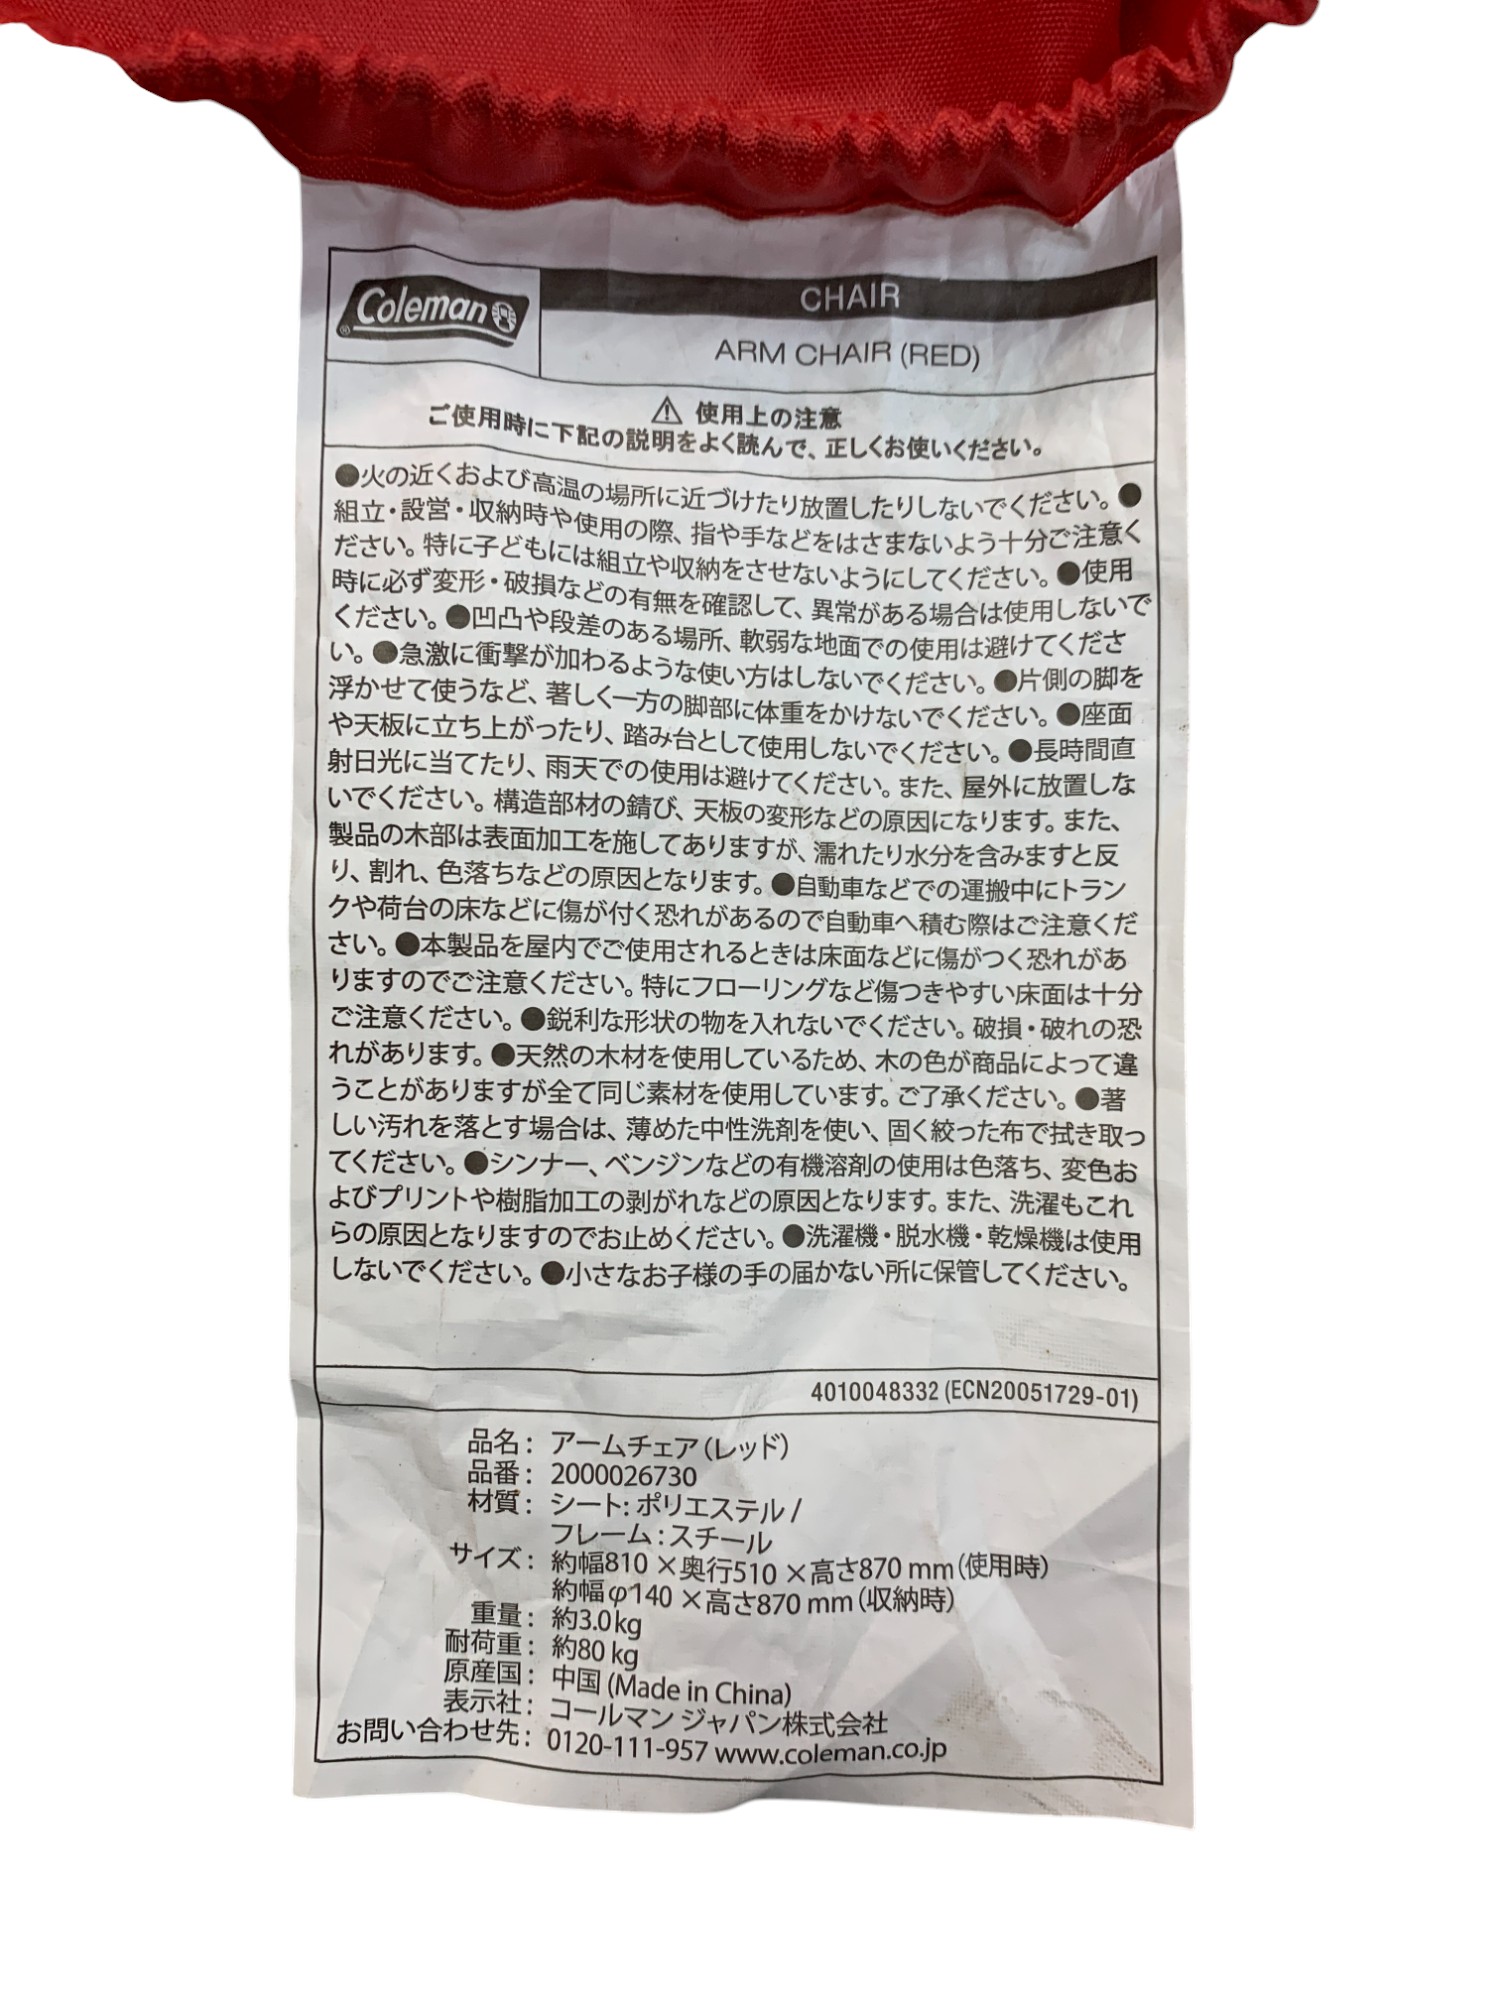 Coleman
CHAIR
ARM CHAIR (RED)
⚠ 使用上の注意
ご使用時に下記の説明をよく読んで、正しくお使いください。
●火の近くおよび高温の場所に近づけたり放置したりしないでください。●
組立・設営・収納時や使用の際、指や手などをはさまないよう十分ご注意く
ださい。特に子どもには組立や収納をさせないようにしてください。●使用
時に必ず変形・破損などの有無を確認して、異常がある場合は使用しないで
ください。●凹凸や段差のある場所、軟弱な地面での使用は避けてくださ
い。●急激に衝撃が加わるような使い方はしないでください。●片側の脚を
浮かせて使うなど、著しく一方の脚部に体重をかけないでください。●座面
や天板に立ち上がったり、踏み台として使用しないでください。●長時間直
射日光に当てたり、雨天での使用は避けてください。また、屋外に放置しな
いでください。構造部材の錆び、天板の変形などの原因になります。また、
製品の木部は表面加工を施してありますが、濡れたり水分を含みますと反
り、割れ、色落ちなどの原因となります。●自動車などでの運搬中にトラン
クや荷台の床などに傷が付く恐れがあるので自動車へ積む際はご注意くだ
さい。●本製品を屋内でご使用されるときは床面などに傷がつく恐れがあ
りますのでご注意ください。特にフローリングなど傷つきやすい床面は十分
ご注意ください。●鋭利な形状の物を入れないでください。破損・破れの恐
れがあります。●天然の木材を使用しているため、木の色が商品によって違
うことがありますが全て同じ素材を使用しています。ご了承ください。●著
しい汚れを落とす場合は、薄めた中性洗剤を使い、固く絞った布で拭き取っ
てください。●シンナー、ベンジンなどの有機溶剤の使用は色落ち、変色お
よびプリントや樹脂加工の剥がれなどの原因となります。また、洗濯もこれ
らの原因となりますのでお止めください。●洗濯機・脱水機・乾燥機は使用
しないでください。●小さなお子様の手の届かない所に保管してください。
4010048332 (ECN20051729-01)
品名： アームチェア（レッド）
品番： 2000026730
材質： シート：ポリエステル /
フレーム：スチール
サイズ： 約幅810 ×奥行510 ×高さ870 mm（使用時）
約幅φ140 ×高さ870 mm（収納時）
重量： 約3.0kg
耐荷重： 約80 kg
原産国： 中国 (Made in China)
表示社： コールマン ジャパン株式会社
お問い合わせ先： 0120-111-957 www.coleman.co.jp